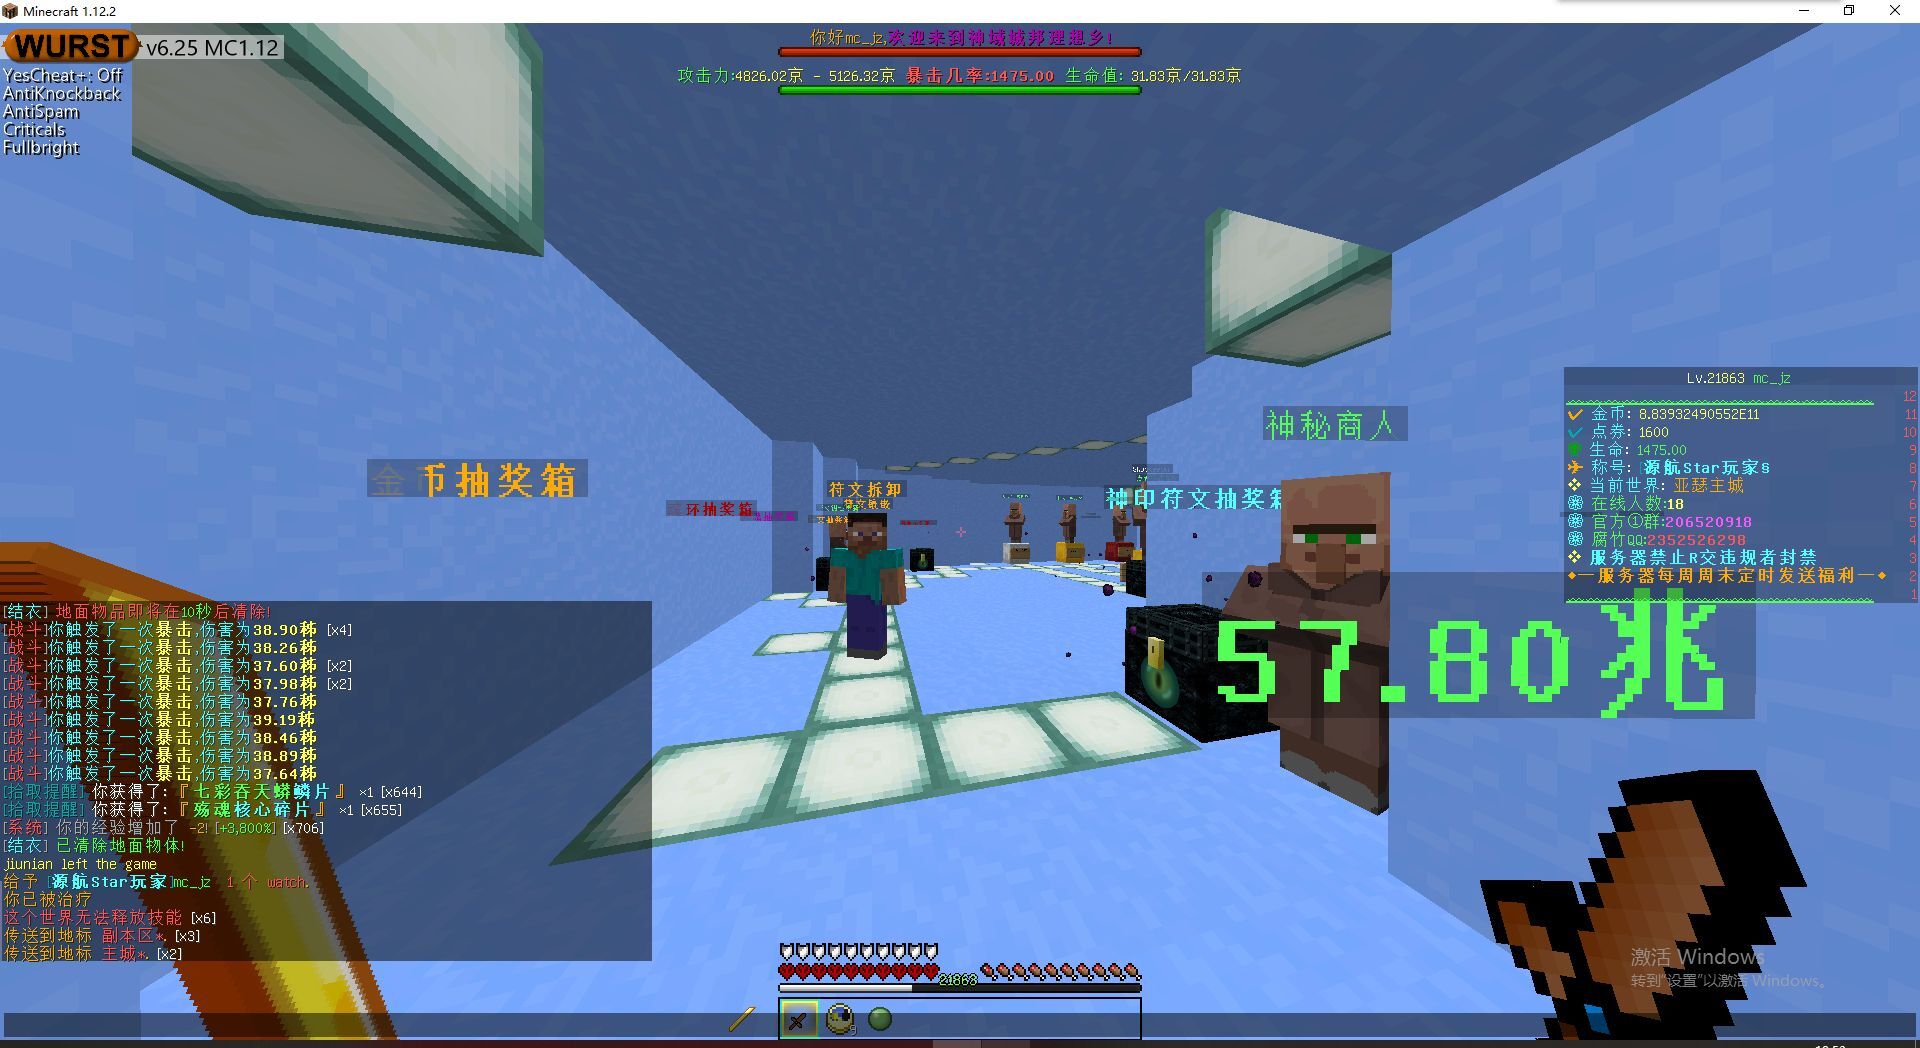 Minecraft 1.12.2
WURST v6.25 MC1.12
YesCheat+: Off
AntiKnockback
AntiSpam
Criticals
Fullbright
你好mc_jz,欢迎来到神域城邦理想乡!
攻击力:4826.02京 - 5126.32京 暴击几率:1475.00 生命值: 31.83京/31.83京
神秘商人
金币抽奖箱
环抽奖箱
符文拆卸
神印符文抽奖箱
57.80兆
Lv.21863 mc_jz
12
金币: 8.83932490552E11 11
点券: 1600 10
生命: 1475.00 9
称号: [源航Star玩家S 8
当前世界: 亚瑟主城 7
在线人数:18 6
官方①群:206520918 5
腐竹QQ:2352526298 4
服务器禁止R交违规者封禁 3
◆一服务器每周周末定时发送福利一◆ 2
1
[结衣] 地面物品即将在10秒后清除!
[战斗]你触发了一次暴击,伤害为38.90秭 [x4]
[战斗]你触发了一次暴击,伤害为38.26秭
[战斗]你触发了一次暴击,伤害为37.60秭 [x2]
[战斗]你触发了一次暴击,伤害为37.98秭 [x2]
[战斗]你触发了一次暴击,伤害为37.76秭
[战斗]你触发了一次暴击,伤害为39.19秭
[战斗]你触发了一次暴击,伤害为38.46秭
[战斗]你触发了一次暴击,伤害为38.89秭
[战斗]你触发了一次暴击,伤害为37.64秭
[拾取提醒] 你获得了:『七彩吞天蟒鳞片』 ×1 [x644]
[拾取提醒] 你获得了:『殇魂核心碎片』 ×1 [x655]
[系统] 你的经验增加了 -2! [+3,800%] [x706]
[结衣] 已清除地面物体!
jiunian left the game
给予 [源航Star玩家]mc_jz 1 个 watch.
你已被治疗
这个世界无法释放技能 [x6]
传送到地标 副本区*. [x3]
传送到地标 主城*. [x2]
21863
9
激活 Windows
转到"设置"以激活 Windows。